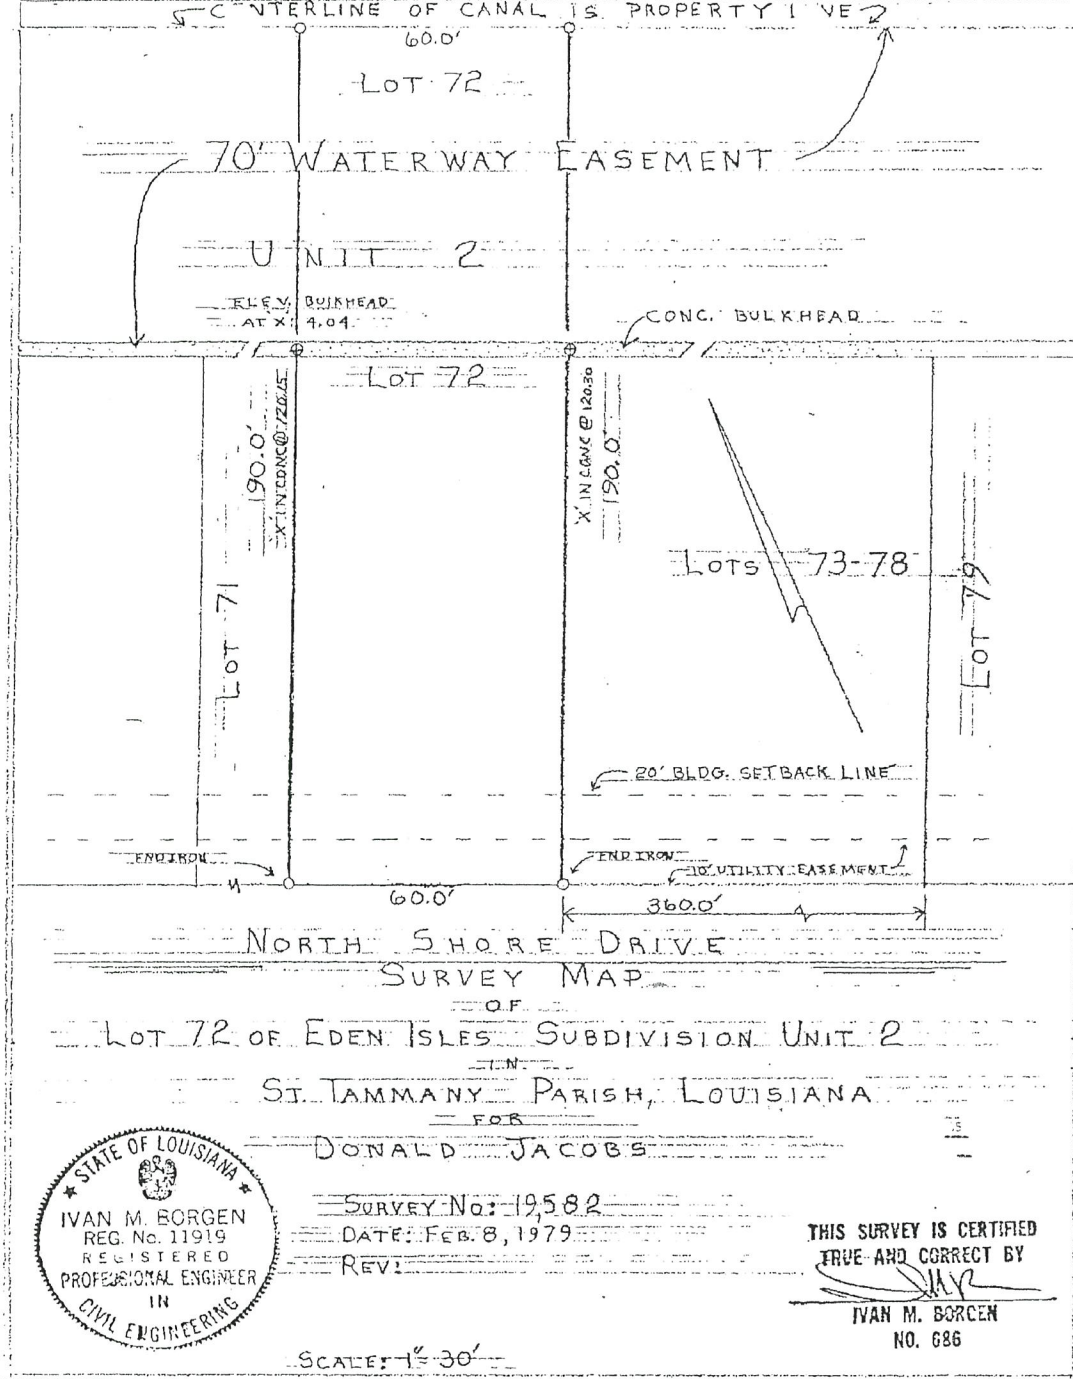 CENTERLINE OF CANAL IS PROPERTY
60.0'
LOT 72
70' WATERWAY EASEMENT
UNIT 2
ELEV. BULKHEAD
AT X: 4.04
CONC. BULKHEAD
LOT 72
190.0'
'X' IN CONC @ 120.15
'X' IN CONC @ 120.30
190.0'
LOT 71
LOTS 73-78
LOT 79
20' BLDG. SETBACK LINE
FND IRON
FND IRON
10' UTILITY EASEMENT
60.0'
360.0'
NORTH SHORE DRIVE
SURVEY MAP
OF
LOT 72 OF EDEN ISLES SUBDIVISION UNIT 2
IN
ST. TAMMANY PARISH, LOUISIANA
FOR
DONALD JACOBS
STATE OF LOUISIANA
IVAN M. BORGEN
REG. No. 11919
REGISTERED
PROFESSIONAL ENGINEER
IN
CIVIL ENGINEERING
SURVEY No: 19,582
DATE: FEB. 8, 1979
REV:
THIS SURVEY IS CERTIFIED
TRUE AND CORRECT BY
IVAN M. BORGEN
NO. 686
SCALE: 1" = 30'